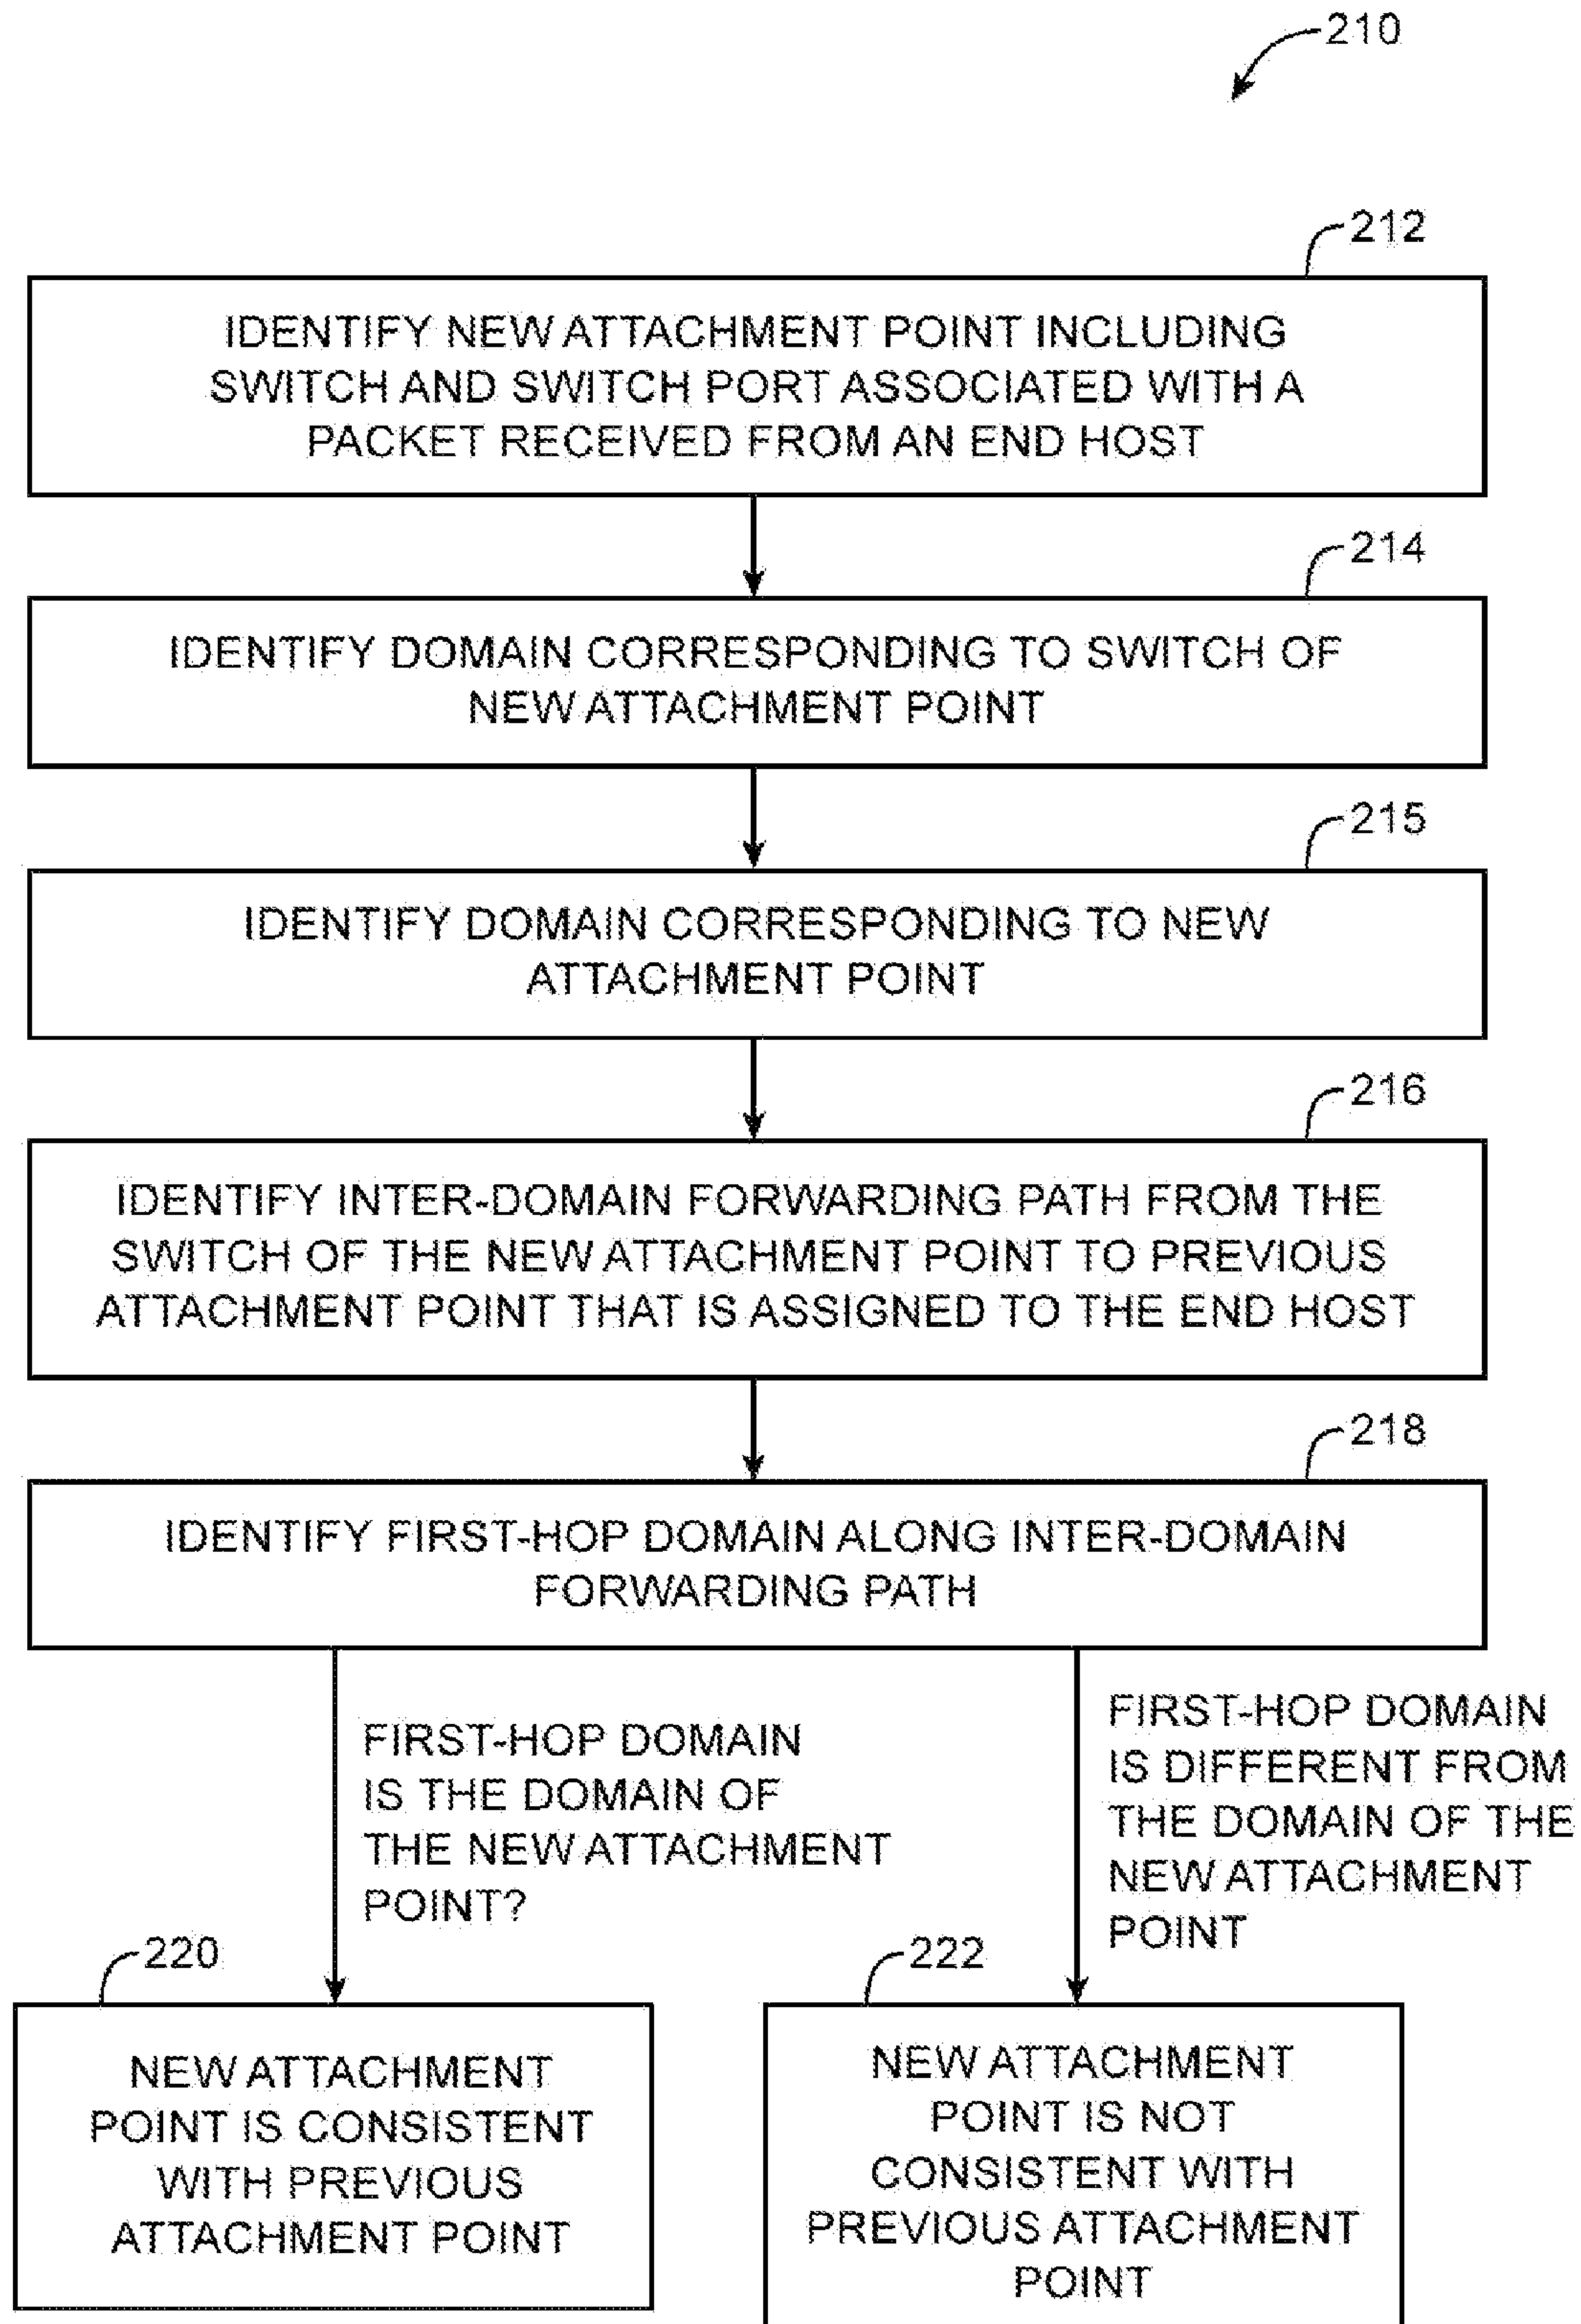 210
212
IDENTIFY NEW ATTACHMENT POINT INCLUDING
SWITCH AND SWITCH PORT ASSOCIATED WITH A
PACKET RECEIVED FROM AN END HOST
214
IDENTIFY DOMAIN CORRESPONDING TO SWITCH OF
NEW ATTACHMENT POINT
215
IDENTIFY DOMAIN CORRESPONDING TO NEW
ATTACHMENT POINT
216
IDENTIFY INTER-DOMAIN FORWARDING PATH FROM THE
SWITCH OF THE NEW ATTACHMENT POINT TO PREVIOUS
ATTACHMENT POINT THAT IS ASSIGNED TO THE END HOST
218
IDENTIFY FIRST-HOP DOMAIN ALONG INTER-DOMAIN
FORWARDING PATH
FIRST-HOP DOMAIN
IS THE DOMAIN OF
THE NEW ATTACHMENT
POINT?
FIRST-HOP DOMAIN
IS DIFFERENT FROM
THE DOMAIN OF THE
NEW ATTACHMENT
POINT
220
NEW ATTACHMENT
POINT IS CONSISTENT
WITH PREVIOUS
ATTACHMENT POINT
222
NEW ATTACHMENT
POINT IS NOT
CONSISTENT WITH
PREVIOUS ATTACHMENT
POINT